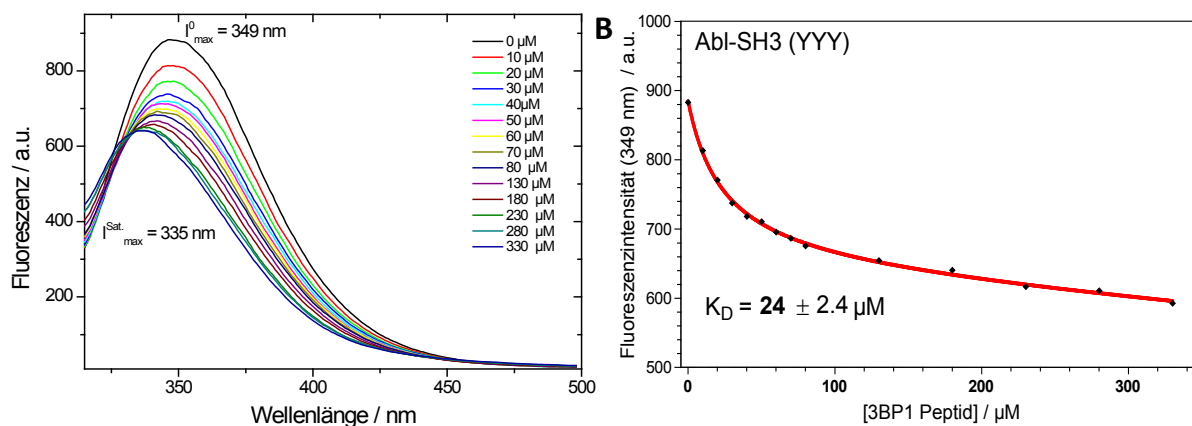 I⁰max = 349 nm
800
600
400
200
Fluoreszenz / a.u.
I^Sat.max = 335 nm
0 µM
10 µM
20 µM
30 µM
40µM
50 µM
60 µM
70 µM
80 µM
130 µM
180 µM
230 µM
280 µM
330 µM
350
400
450
500
Wellenlänge / nm
B
Abl-SH3 (YYY)
1000
900
800
700
600
500
Fluoreszenzintensität (349 nm) / a.u.
K_D = 24 ± 2.4 µM
0
100
200
300
[3BP1 Peptid] / µM